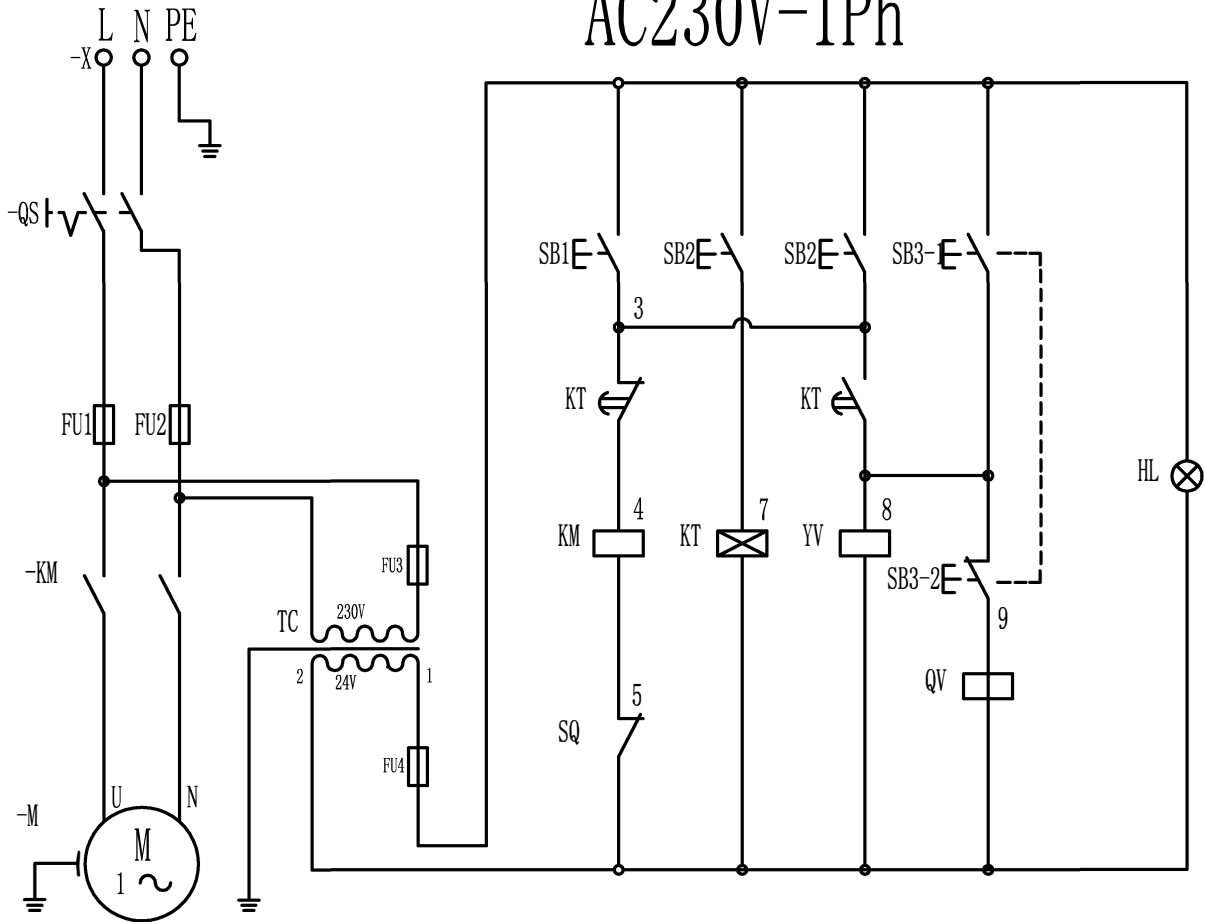 AC230V-1Ph
L N PE
-X
-QS
SB1
SB2
SB2
SB3-1
3
KT
KT
FU1
FU2
HL
4
7
8
KM
KT
YV
-KM
FU3
SB3-2
TC
230V
9
2
24V
1
QV
5
SQ
FU4
U
N
-M
M
1